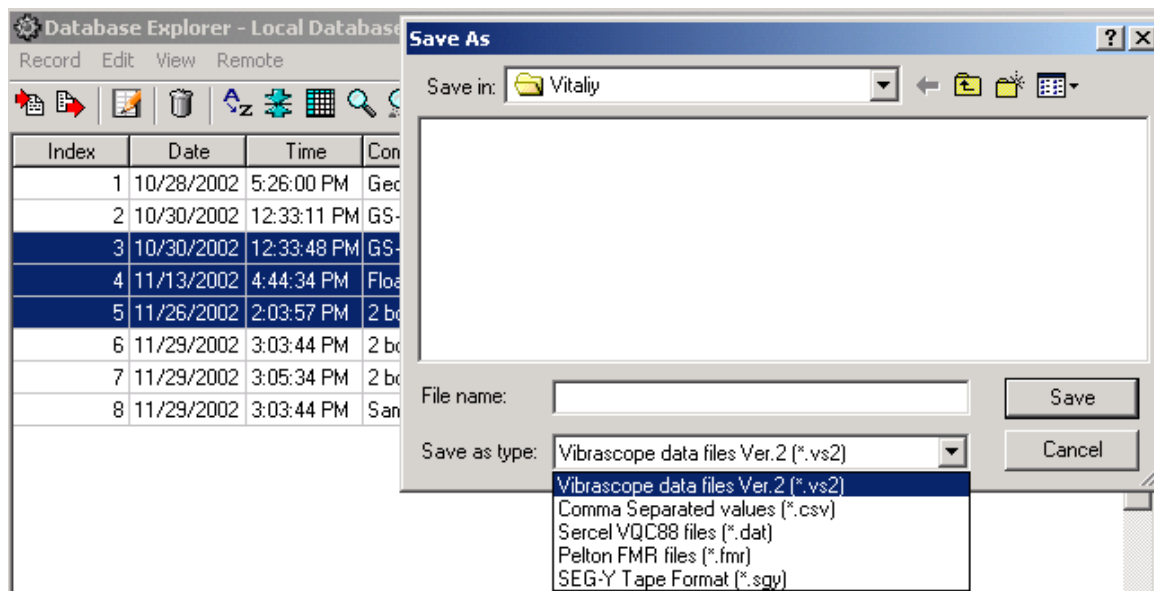 Database Explorer - Local Database
Record Edit View Remote
Index Date Time
1 10/28/2002 5:26:00 PM
2 10/30/2002 12:33:11 PM GS-
3 10/30/2002 12:33:48 PM GS-
4 11/13/2002 4:44:34 PM
5 11/26/2002 2:03:57 PM 2
6 11/29/2002 3:03:44 PM 2
7 11/29/2002 3:05:34 PM 2
8 11/29/2002 3:03:44 PM
Save As
Save in: Vitaliy
File name:
Save
Save as type: Vibrascope data files Ver.2 (*.vs2)
Cancel
Vibrascope data files Ver.2 (*.vs2)
Comma Separated values (*.csv)
Sercel VQC88 files (*.dat)
Pelton FMR files (*.fmr)
SEG-Y Tape Format (*.sgy)